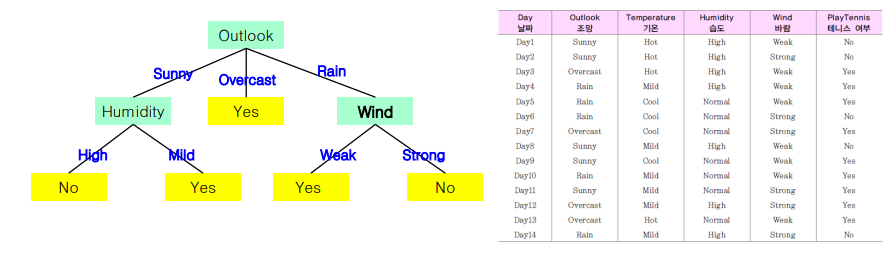 Outlook
Sunny
Overcast
Rain
Humidity
Yes
Wind
High
Mild
Weak
Strong
No
Yes
Yes
No
Day Outlook Temperature Humidity Wind PlayTennis
날짜 조망 기온 습도 바람 테니스 여부
Day1 Sunny Hot High Weak No
Day2 Sunny Hot High Strong No
Day3 Overcast Hot High Weak Yes
Day4 Rain Mild High Weak Yes
Day5 Rain Cool Normal Weak Yes
Day6 Rain Cool Normal Strong No
Day7 Overcast Cool Normal Strong Yes
Day8 Sunny Mild High Weak No
Day9 Sunny Cool Normal Weak Yes
Day10 Rain Mild Normal Weak Yes
Day11 Sunny Mild Normal Strong Yes
Day12 Overcast Mild High Strong Yes
Day13 Overcast Hot Normal Weak Yes
Day14 Rain Mild High Strong No